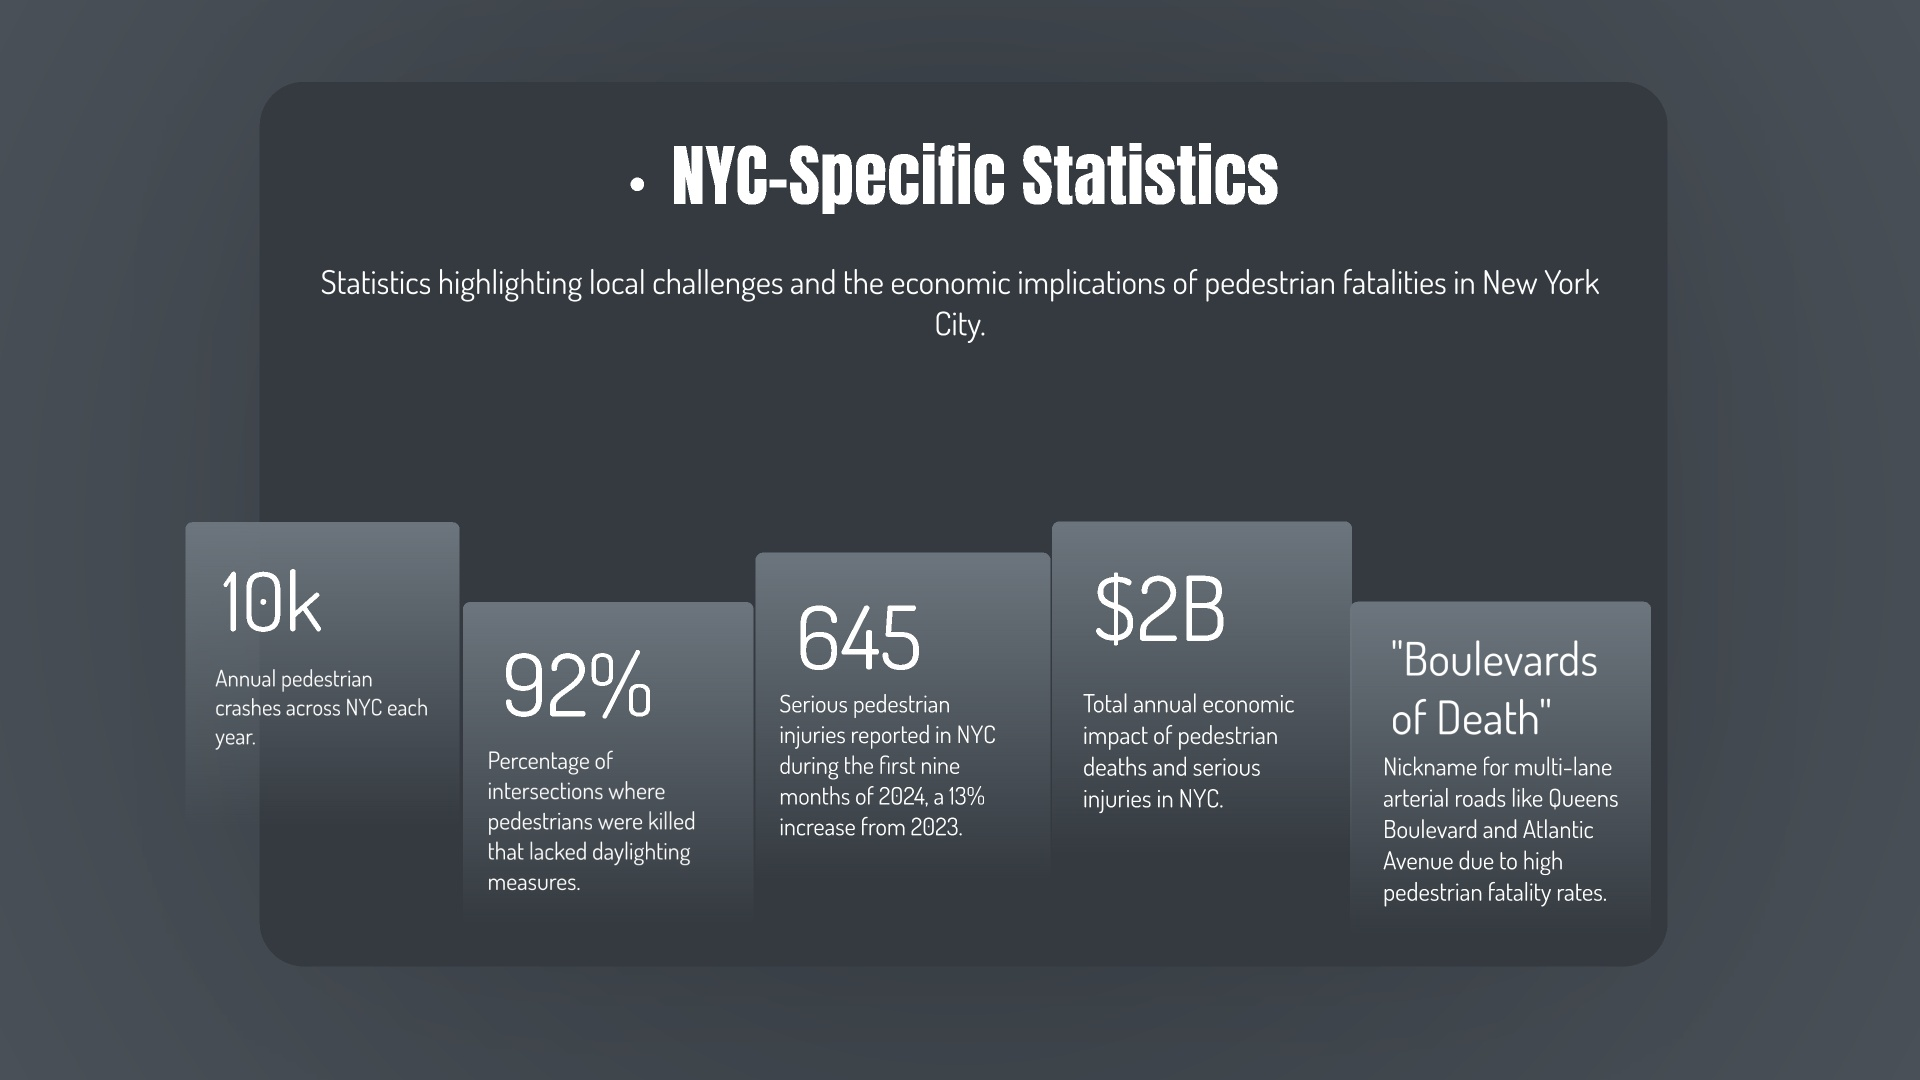 • NYC-Specific Statistics
Statistics highlighting local challenges and the economic implications of pedestrian fatalities in New York
City.
10k
Annual pedestrian
crashes across NYC each
year.
92%
Percentage of
intersections where
pedestrians were killed
that lacked daylighting
measures.
645
Serious pedestrian
injuries reported in NYC
during the first nine
months of 2024, a 13%
increase from 2023.
$2B
Total annual economic
impact of pedestrian
deaths and serious
injuries in NYC.
"Boulevards
of Death"
Nickname for multi-lane
arterial roads like Queens
Boulevard and Atlantic
Avenue due to high
pedestrian fatality rates.